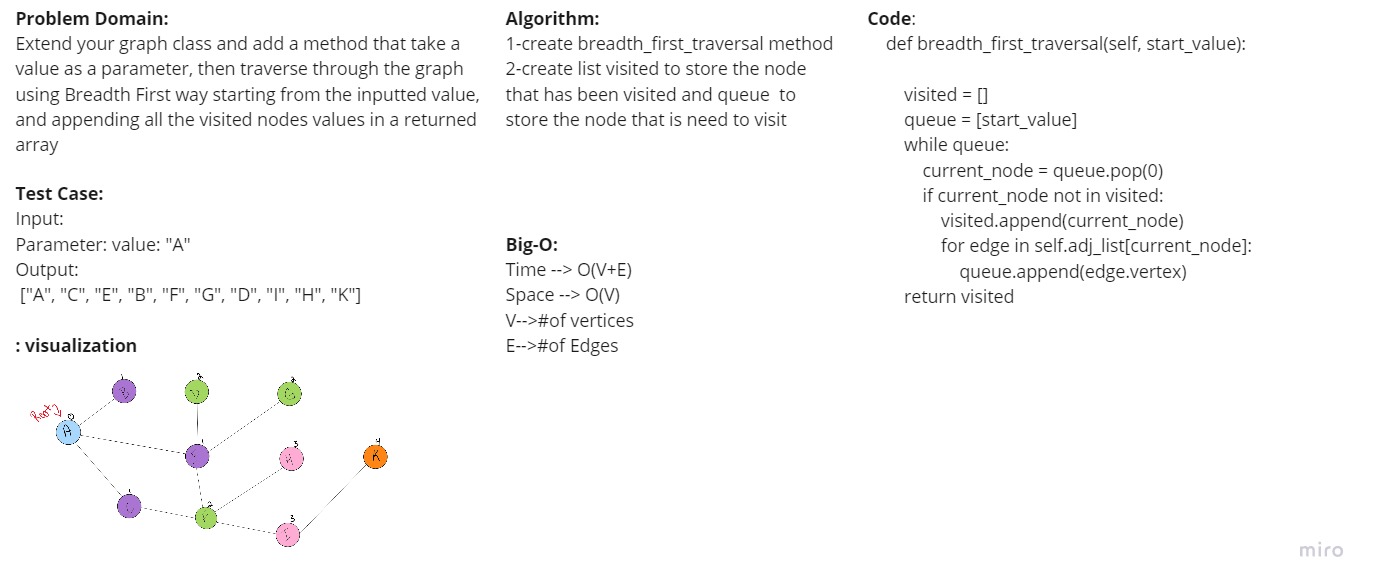 Problem Domain:
Extend your graph class and add a method that take a
value as a parameter, then traverse through the graph
using Breadth First way starting from the inputted value,
and appending all the visited nodes values in a returned
array
Test Case:
Input:
Parameter: value: "A"
Output:
["A", "C", "E", "B", "F", "G", "D", "I", "H", "K"]
: visualization
Root
0
A
1
B
2
D
2
G
3
H
4
K
2
F
3
I
1
Algorithm:
1-create breadth_first_traversal method
2-create list visited to store the node
that has been visited and queue to
store the node that is need to visit
Big-O:
Time --> O(V+E)
Space --> O(V)
V-->#of vertices
E-->#of Edges
Code:
def breadth_first_traversal(self, start_value):
visited = []
queue = [start_value]
while queue:
current_node = queue.pop(0)
if current_node not in visited:
visited.append(current_node)
for edge in self.adj_list[current_node]:
queue.append(edge.vertex)
return visited
miro